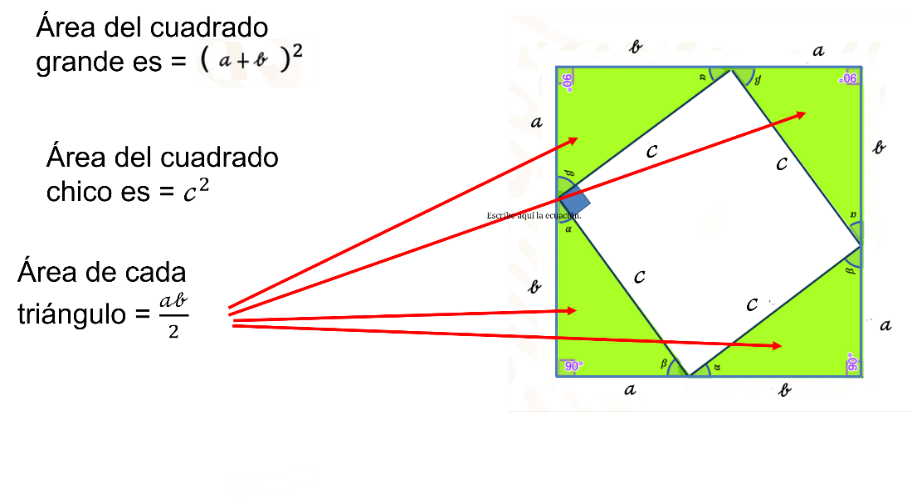 Área del cuadrado
grande es = (a+b)²
Área del cuadrado
chico es = c²
Área de cada
triángulo = ab/2
b a
90° α β 90°
a
c c
b
β
Escribe aquí la ecuación.
α
α
β
b
c c
a
90° β α 90°
a b